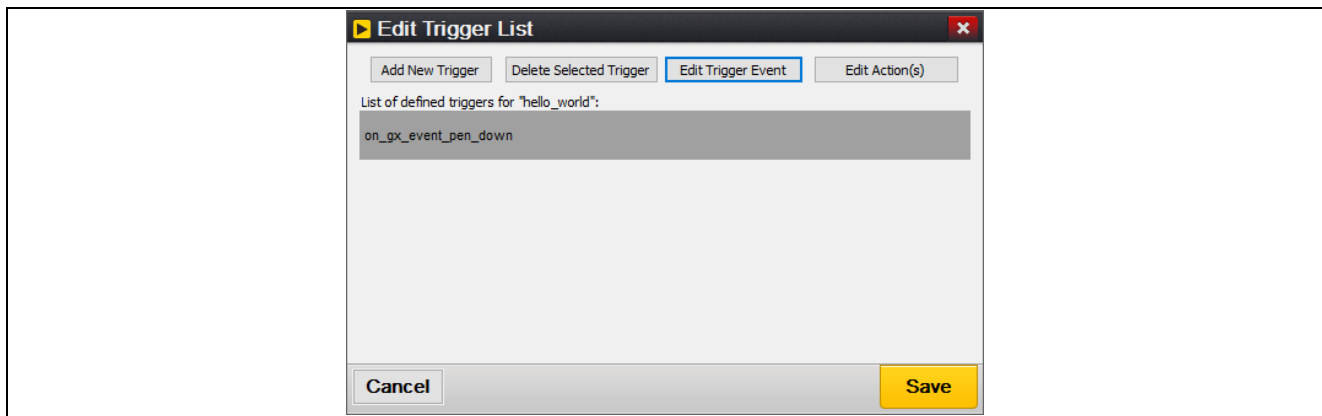 Edit Trigger List
Add New Trigger Delete Selected Trigger Edit Trigger Event Edit Action(s)
List of defined triggers for "hello_world":
on_gx_event_pen_down
Cancel Save